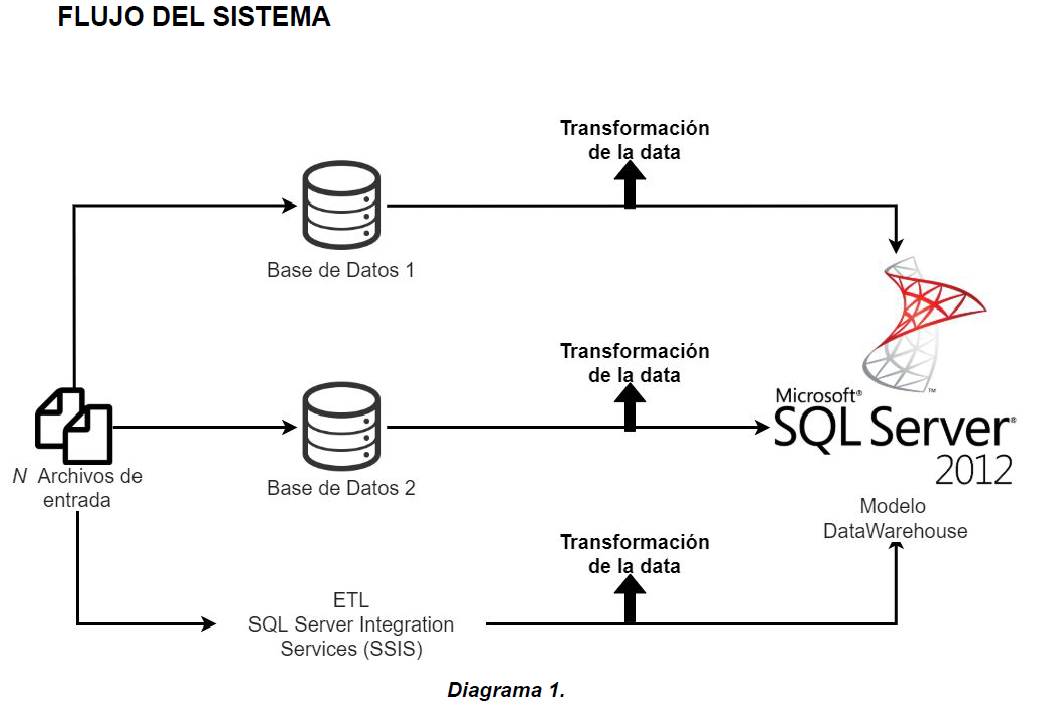 FLUJO DEL SISTEMA
Transformación
de la data
Base de Datos 1
Transformación
de la data
Microsoft®
SQL Server®
2012
™
Base de Datos 2
N Archivos de
entrada
Modelo
DataWarehouse
Transformación
de la data
ETL
SQL Server Integration
Services (SSIS)
Diagrama 1.